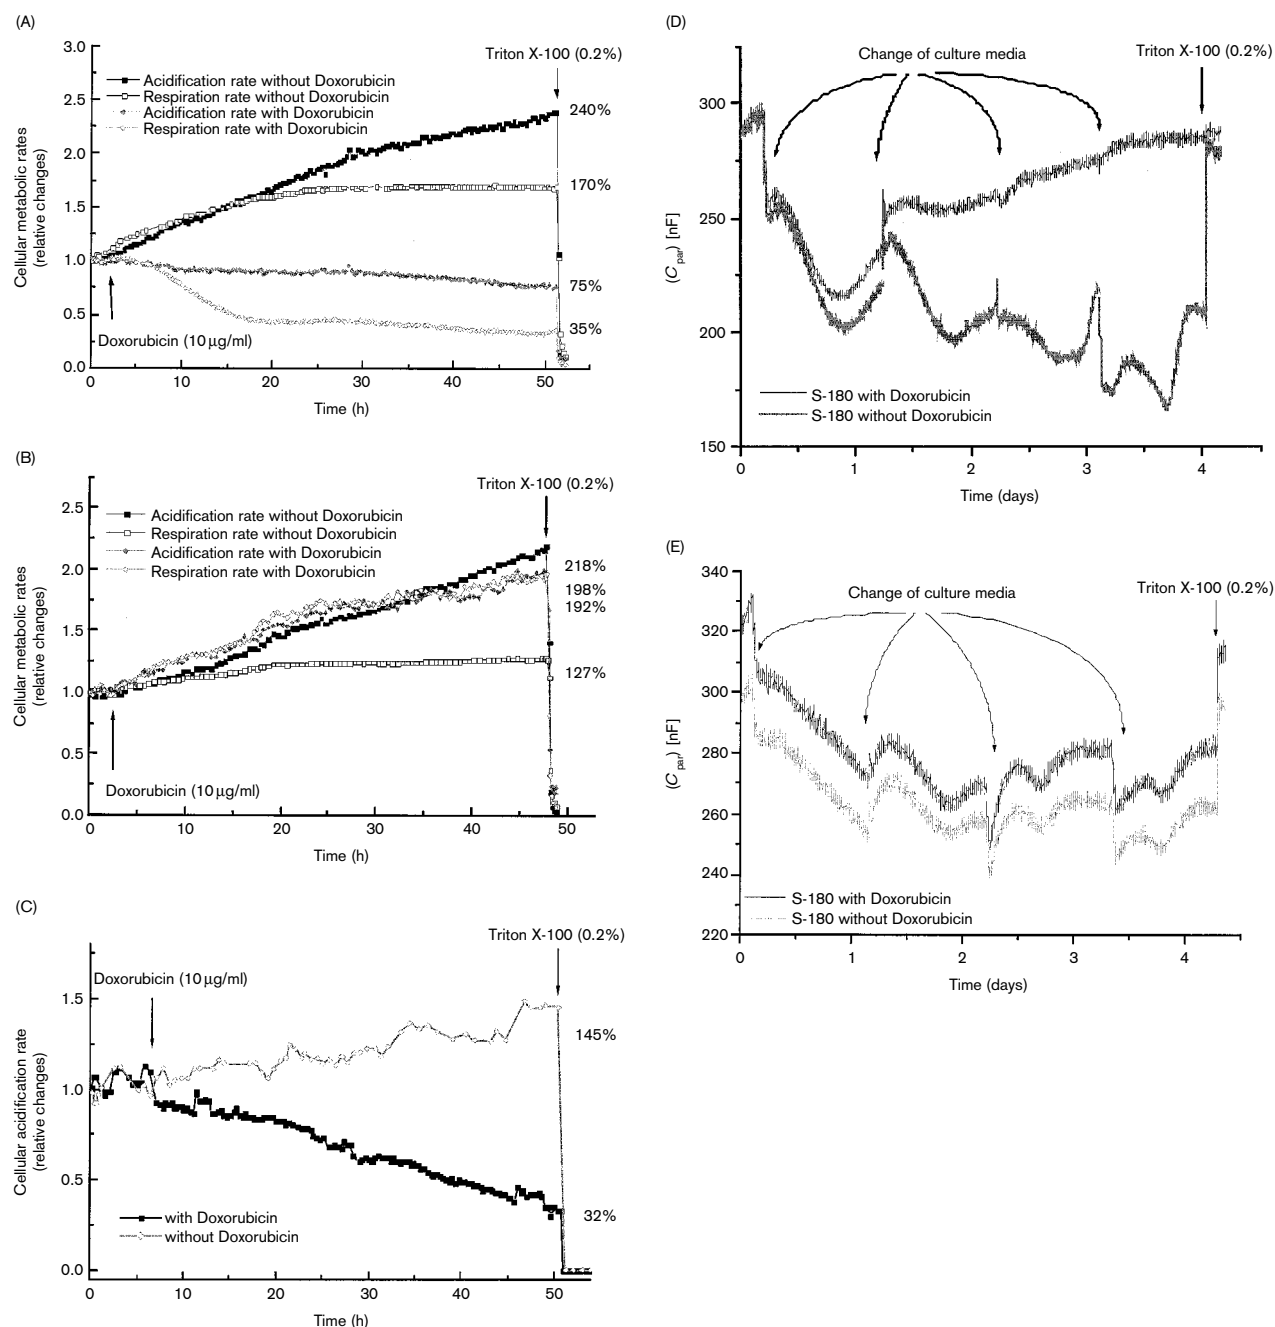 (A)
3.0
2.5
2.0
1.5
1.0
0.5
0.0
Cellular metabolic rates
(relative changes)
Triton X-100 (0.2%)
Acidification rate without Doxorubicin
Respiration rate without Doxorubicin
Acidification rate with Doxorubicin
Respiration rate with Doxorubicin
240%
170%
75%
35%
Doxorubicin (10 µg/ml)
0 10 20 30 40 50
Time (h)
(B)
2.5
2.0
1.5
1.0
0.5
0.0
Cellular metabolic rates
(relative changes)
Triton X-100 (0.2%)
Acidification rate without Doxorubicin
Respiration rate without Doxorubicin
Acidification rate with Doxorubicin
Respiration rate with Doxorubicin
218%
198%
192%
127%
Doxorubicin (10 µg/ml)
0 10 20 30 40 50
Time (h)
(C)
1.5
1.0
0.5
0.0
Cellular acidification rate
(relative changes)
Triton X-100 (0.2%)
Doxorubicin (10 µg/ml)
145%
32%
with Doxorubicin
without Doxorubicin
0 10 20 30 40 50
Time (h)
(D)
300
250
200
150
(C par) [nF]
Change of culture media
Triton X-100 (0.2%)
S-180 with Doxorubicin
S-180 without Doxorubicin
0 1 2 3 4
Time (days)
(E)
340
320
300
280
260
240
220
(C par) [nF]
Change of culture media
Triton X-100 (0.2%)
S-180 with Doxorubicin
S-180 without Doxorubicin
0 1 2 3 4
Time (days)